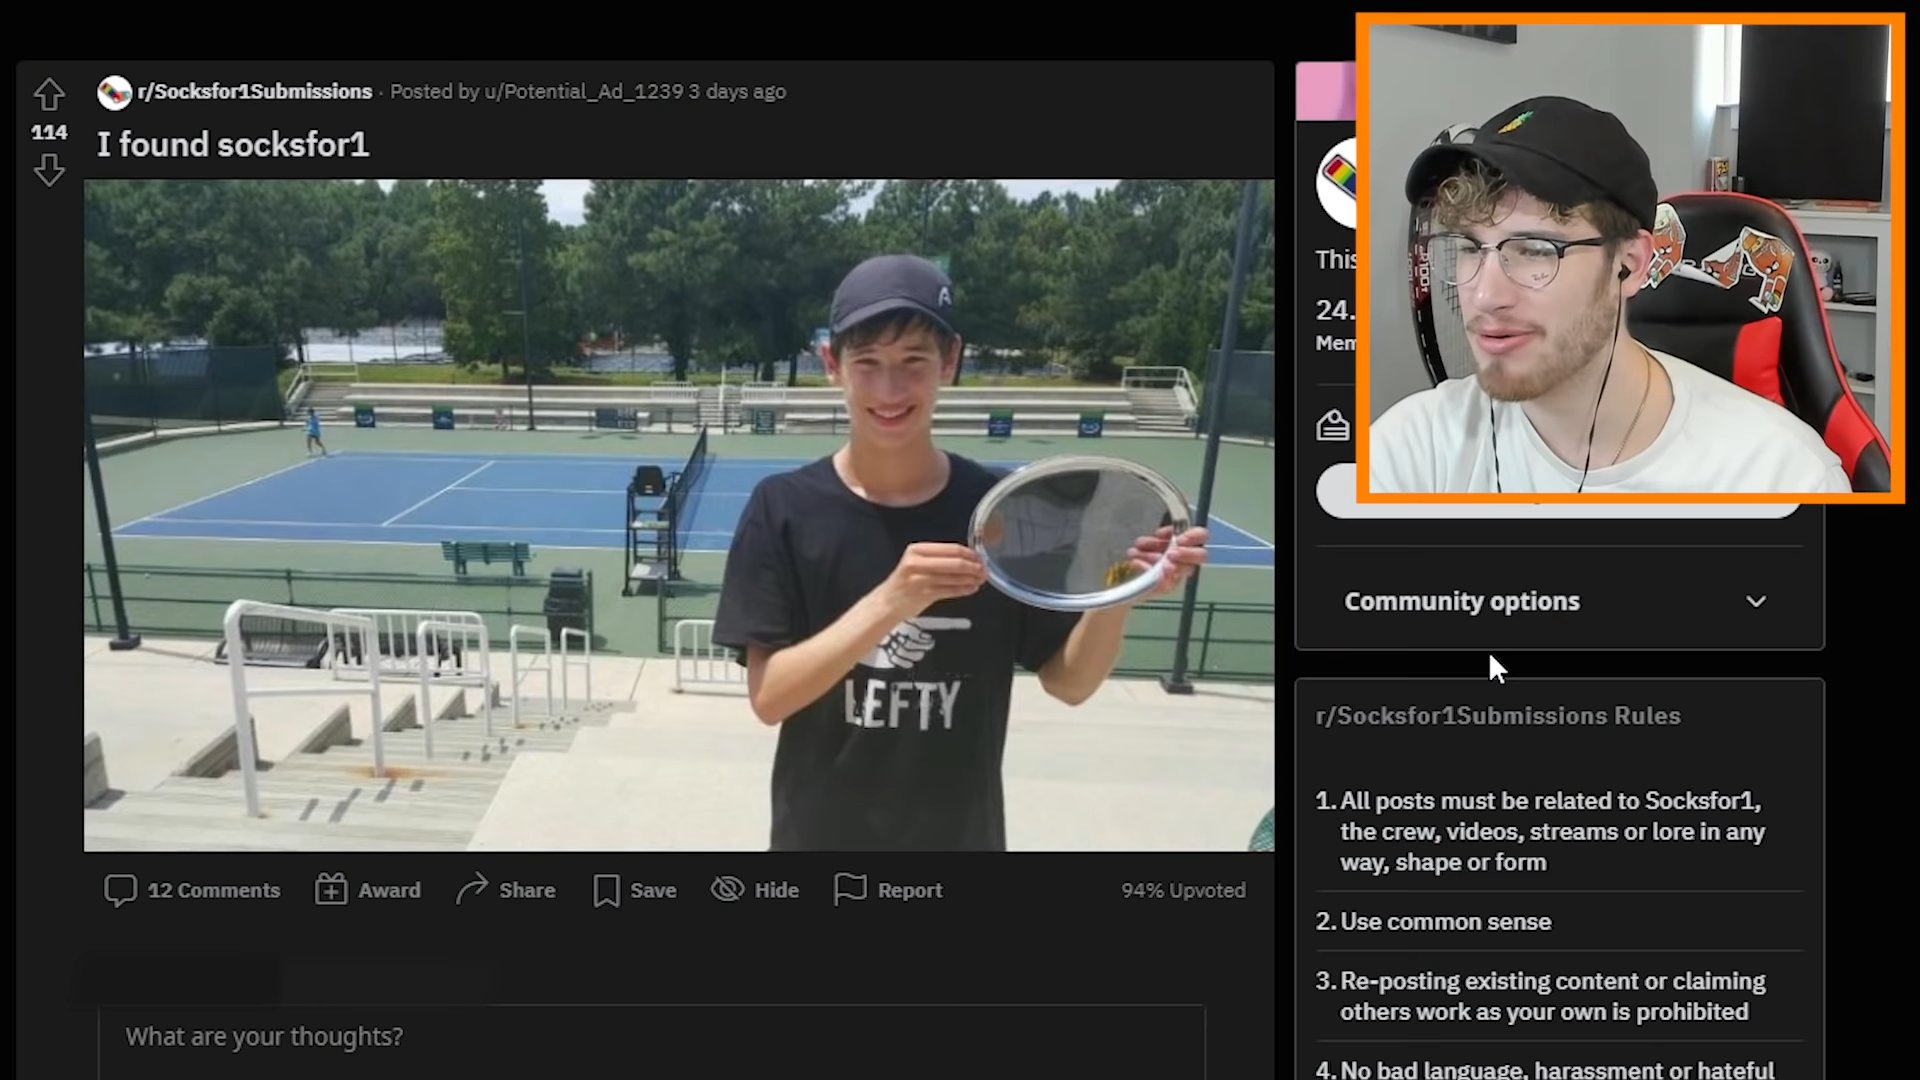 r/Socksfor1Submissions · Posted by u/Potential_Ad_1239 3 days ago
114
I found socksfor1
A
LEFTY
12 Comments
Award
Share
Save
Hide
Report
94% Upvoted
What are your thoughts?
This
24.
Mem
Community options
r/Socksfor1Submissions Rules
1. All posts must be related to Socksfor1,
the crew, videos, streams or lore in any
way, shape or form
2. Use common sense
3. Re-posting existing content or claiming
others work as your own is prohibited
4. No bad language, harassment or hateful